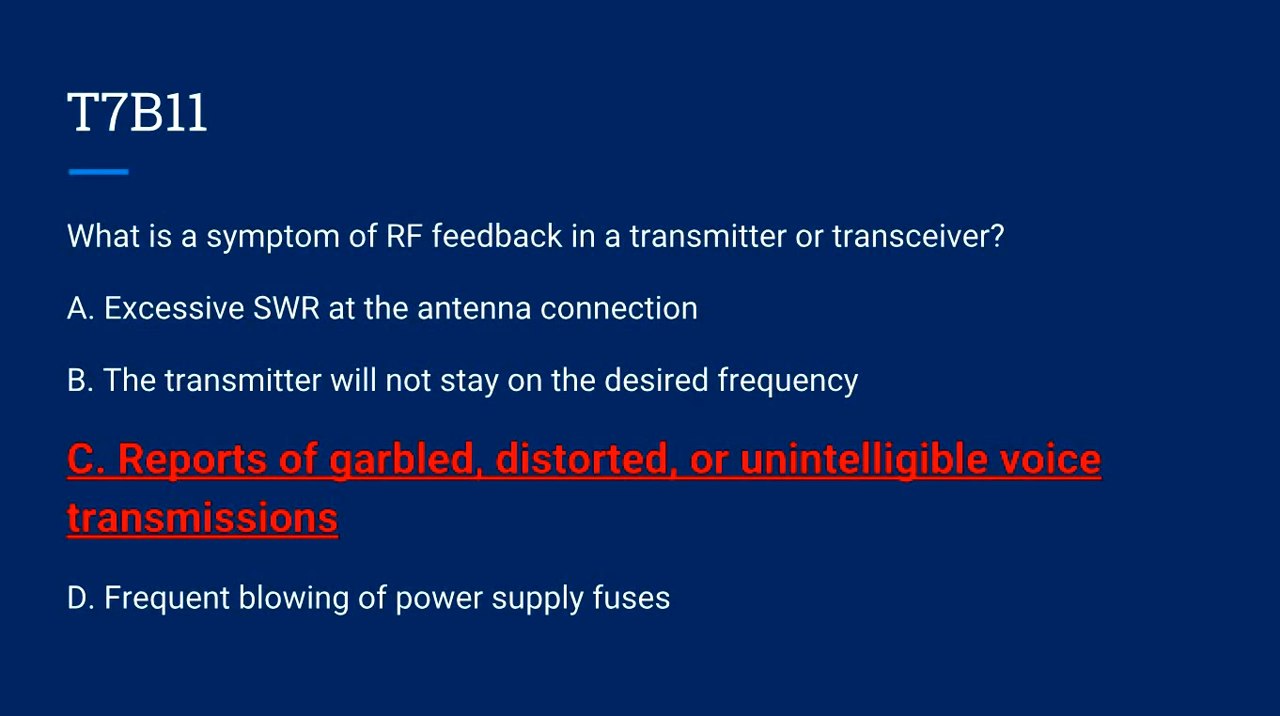 T7B11
What is a symptom of RF feedback in a transmitter or transceiver?
A. Excessive SWR at the antenna connection
B. The transmitter will not stay on the desired frequency
C. Reports of garbled, distorted, or unintelligible voice
transmissions
D. Frequent blowing of power supply fuses